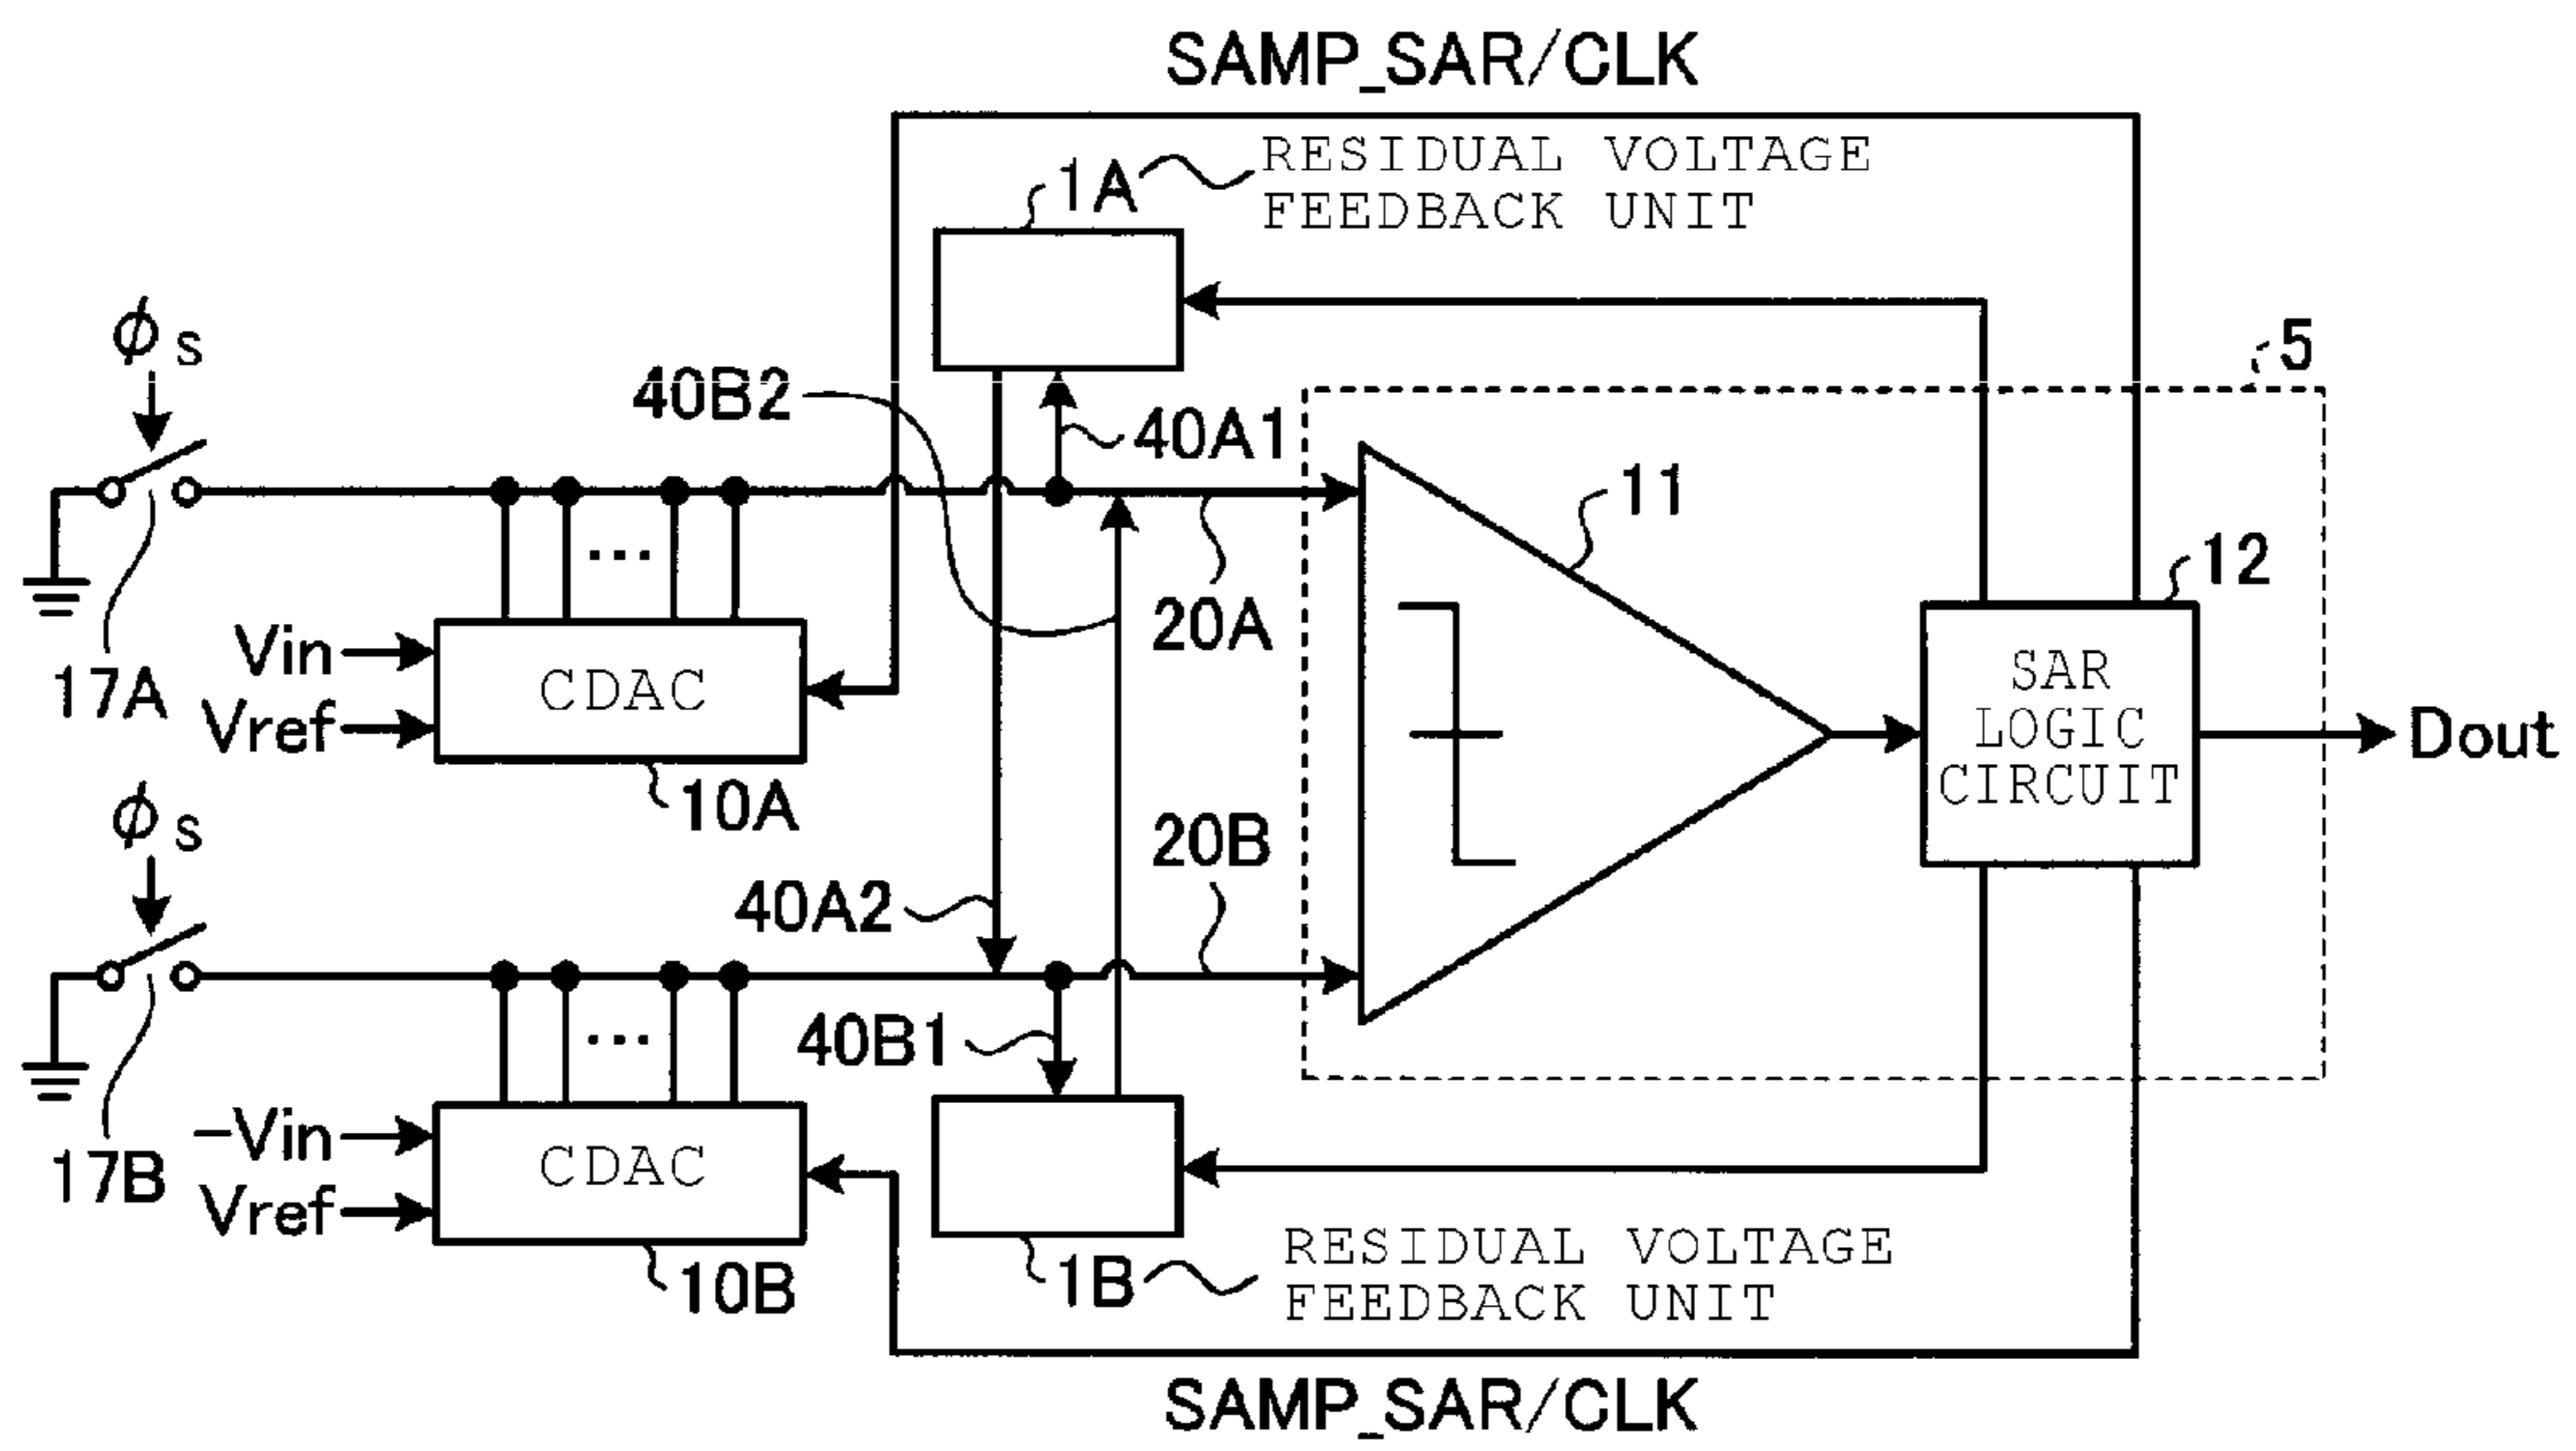 SAMP_SAR/CLK
1A
RESIDUAL VOLTAGE
FEEDBACK UNIT
ϕS
5
40B2
40A1
11
12
20A
Vin
CDAC
SAR
LOGIC
CIRCUIT
17A
Vref
Dout
10A
ϕS
20B
40A2
40B1
-Vin
CDAC
17B
Vref
10B
1B
RESIDUAL VOLTAGE
FEEDBACK UNIT
SAMP_SAR/CLK
...
...